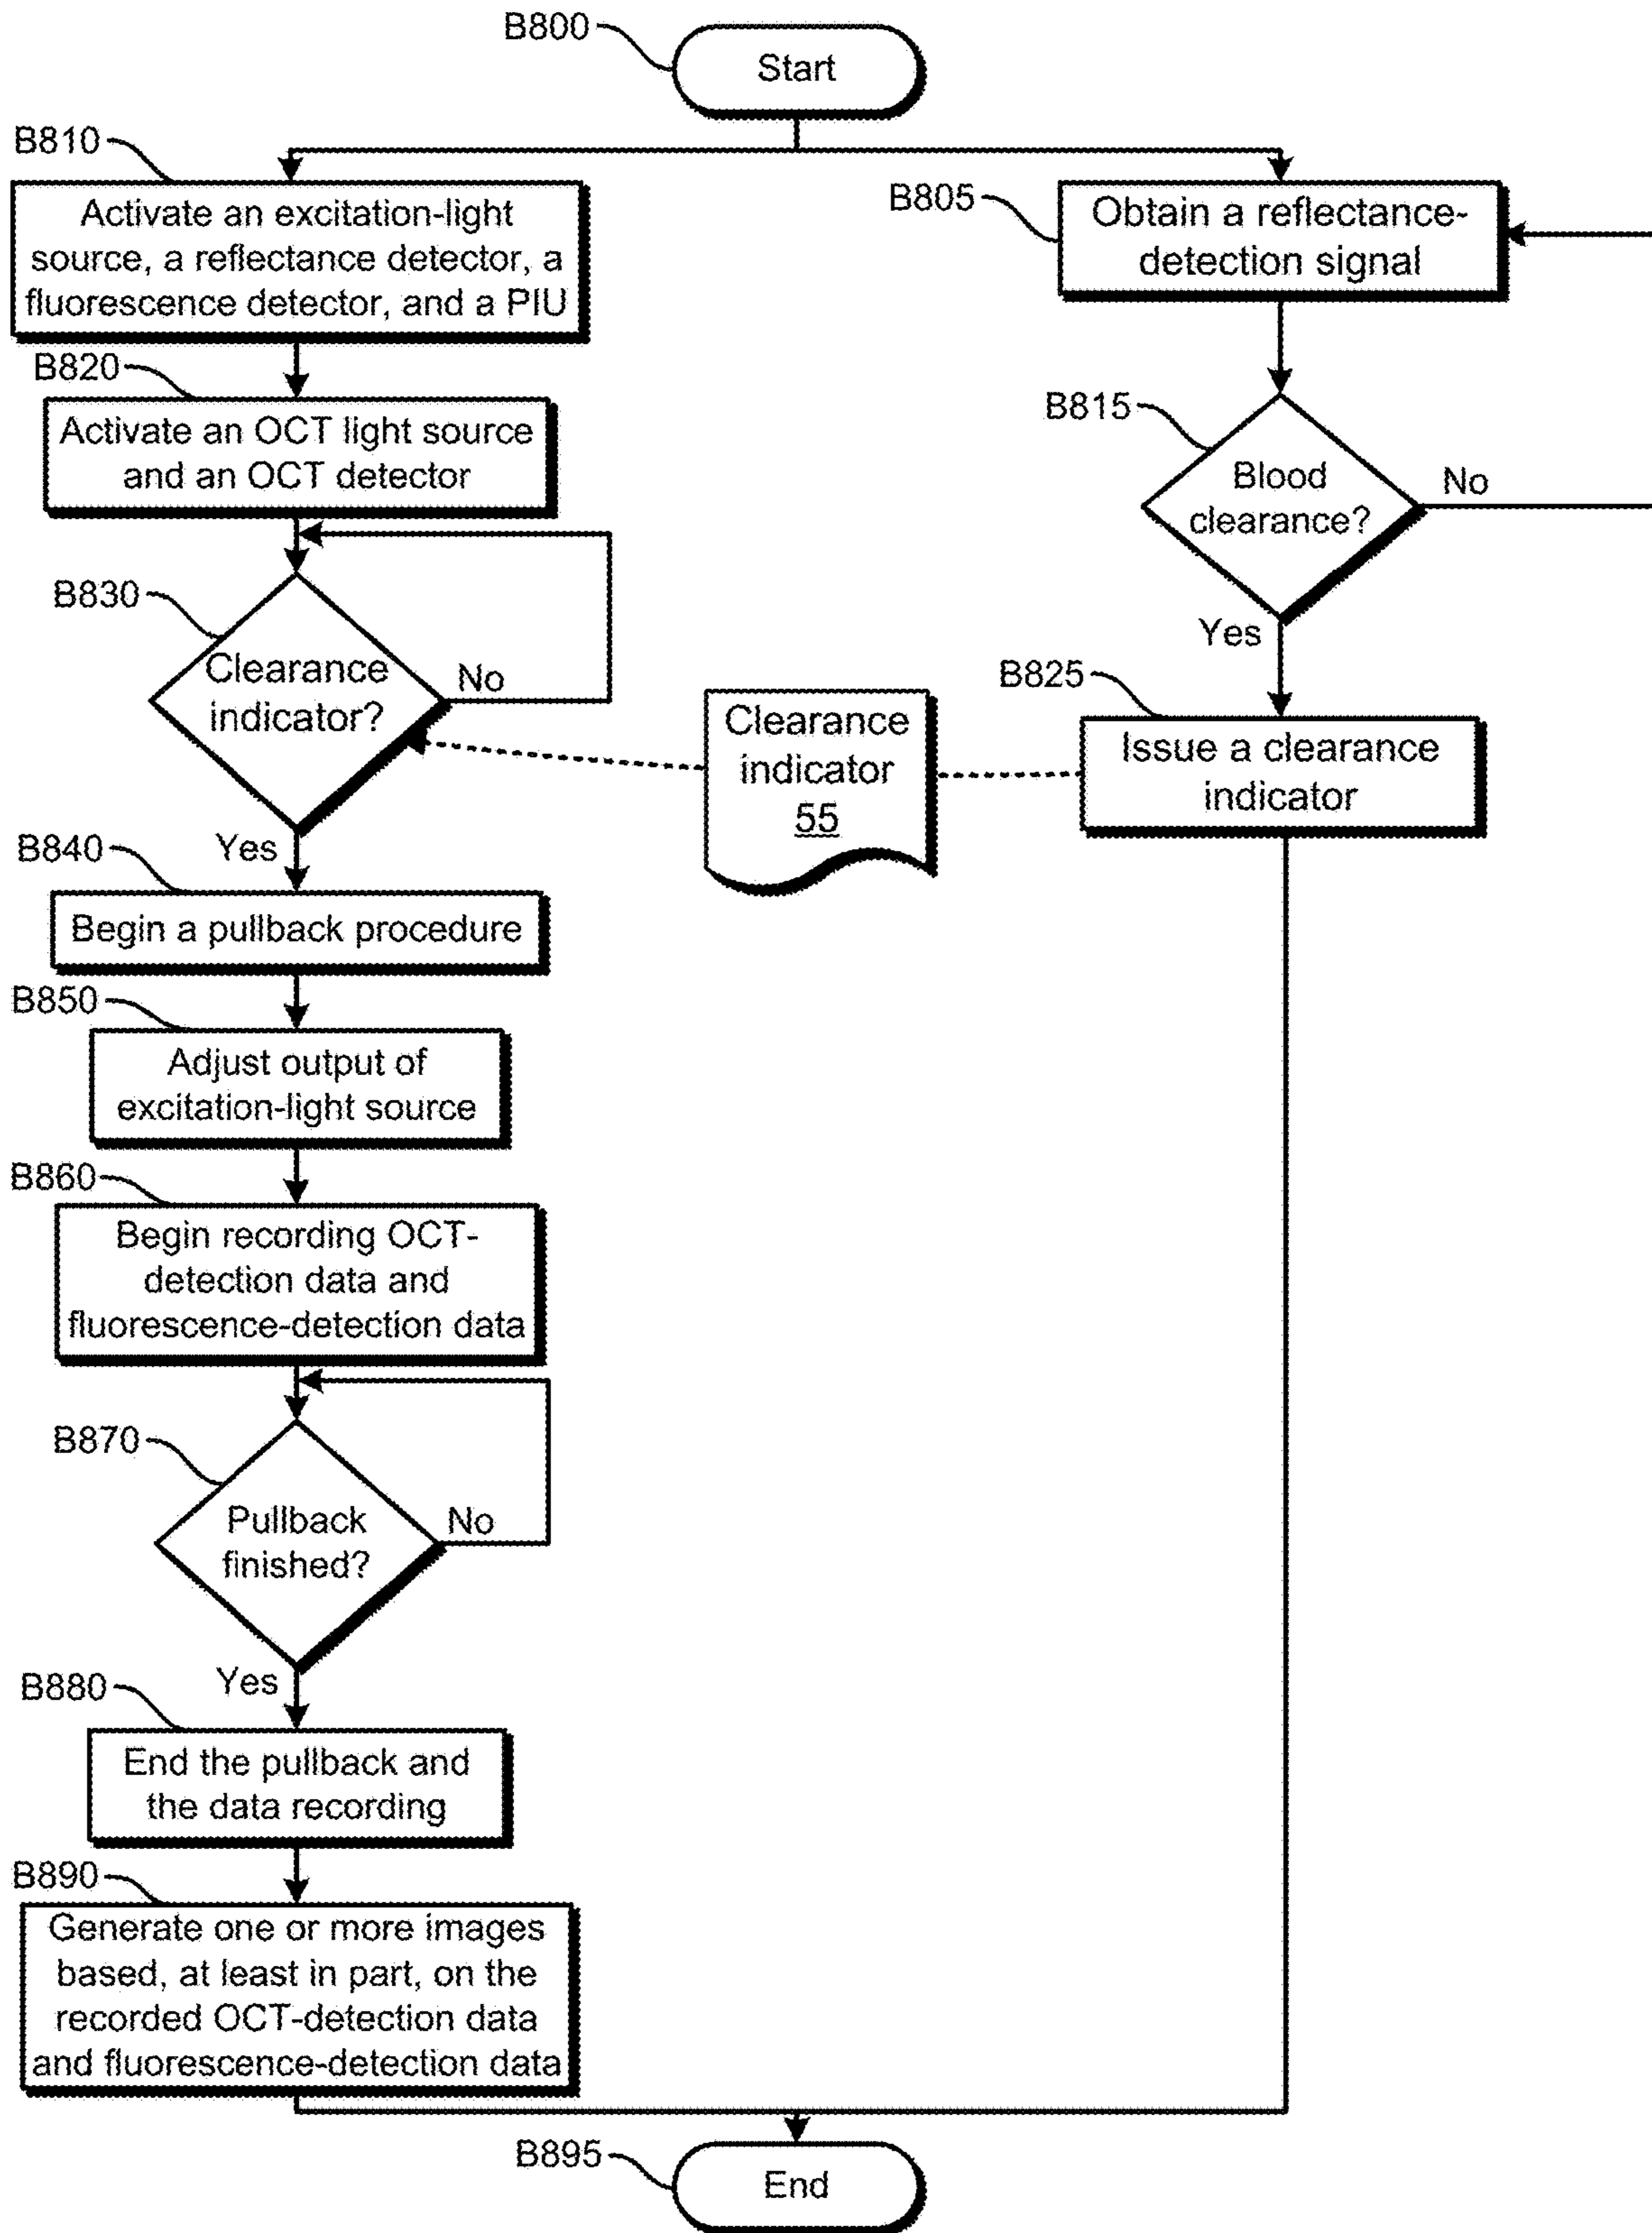 B800
Start
B810
Activate an excitation-light
source, a reflectance detector, a
fluorescence detector, and a PIU
B805
Obtain a reflectance-
detection signal
B820
Activate an OCT light source
and an OCT detector
B815
Blood
clearance?
No
Yes
B830
Clearance
indicator?
No
Yes
Clearance
indicator
55
B825
Issue a clearance
indicator
B840
Begin a pullback procedure
B850
Adjust output of
excitation-light source
B860
Begin recording OCT-
detection data and
fluorescence-detection data
B870
Pullback
finished?
No
Yes
B880
End the pullback and
the data recording
B890
Generate one or more images
based, at least in part, on the
recorded OCT-detection data
and fluorescence-detection data
B895
End